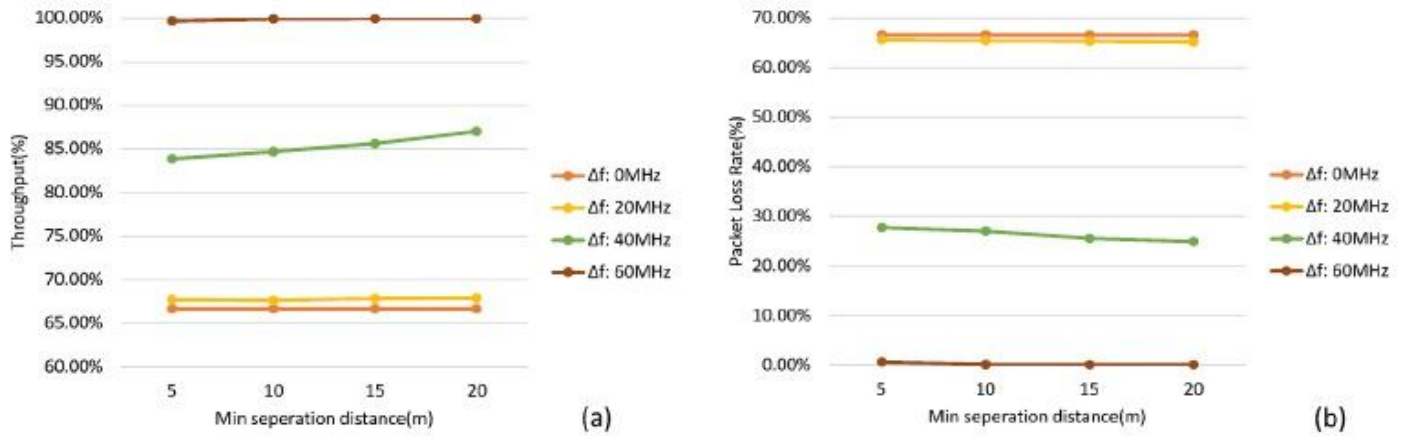 100.00%
95.00%
90.00%
85.00%
80.00%
75.00%
70.00%
65.00%
60.00%
Throughput(%)
5 10 15 20
Min seperation distance(m)
Δf: 0MHz
Δf: 20MHz
Δf: 40MHz
Δf: 60MHz
(a)
70.00%
60.00%
50.00%
40.00%
30.00%
20.00%
10.00%
0.00%
Packet Loss Rate(%)
5 10 15 20
Min seperation distance(m)
Δf: 0MHz
Δf: 20MHz
Δf: 40MHz
Δf: 60MHz
(b)